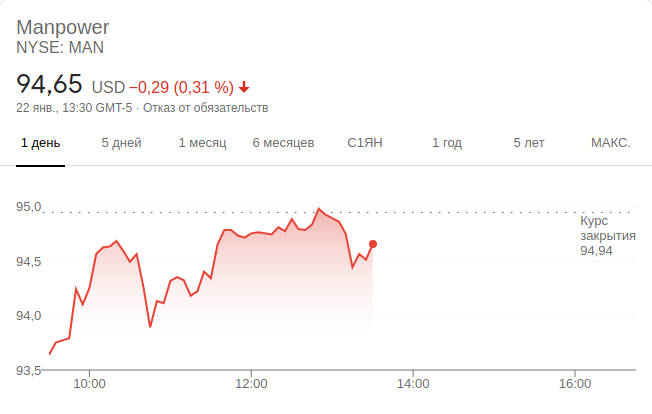 Manpower
NYSE: MAN
94,65 USD −0,29 (0,31 %)
22 янв., 13:30 GMT-5 · Отказ от обязательств
1 день 5 дней 1 месяц 6 месяцев С1ЯН 1 год 5 лет МАКС.
95,0
Курс
закрытия
94,94
94,5
94,0
93,5
10:00 12:00 14:00 16:00